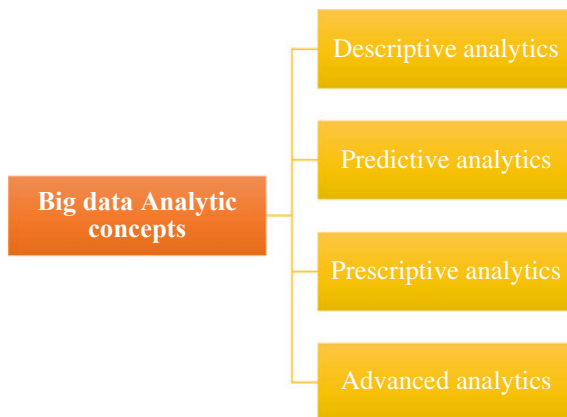 Descriptive analytics
Predictive analytics
Big data Analytic
concepts
Prescriptive analytics
Advanced analytics